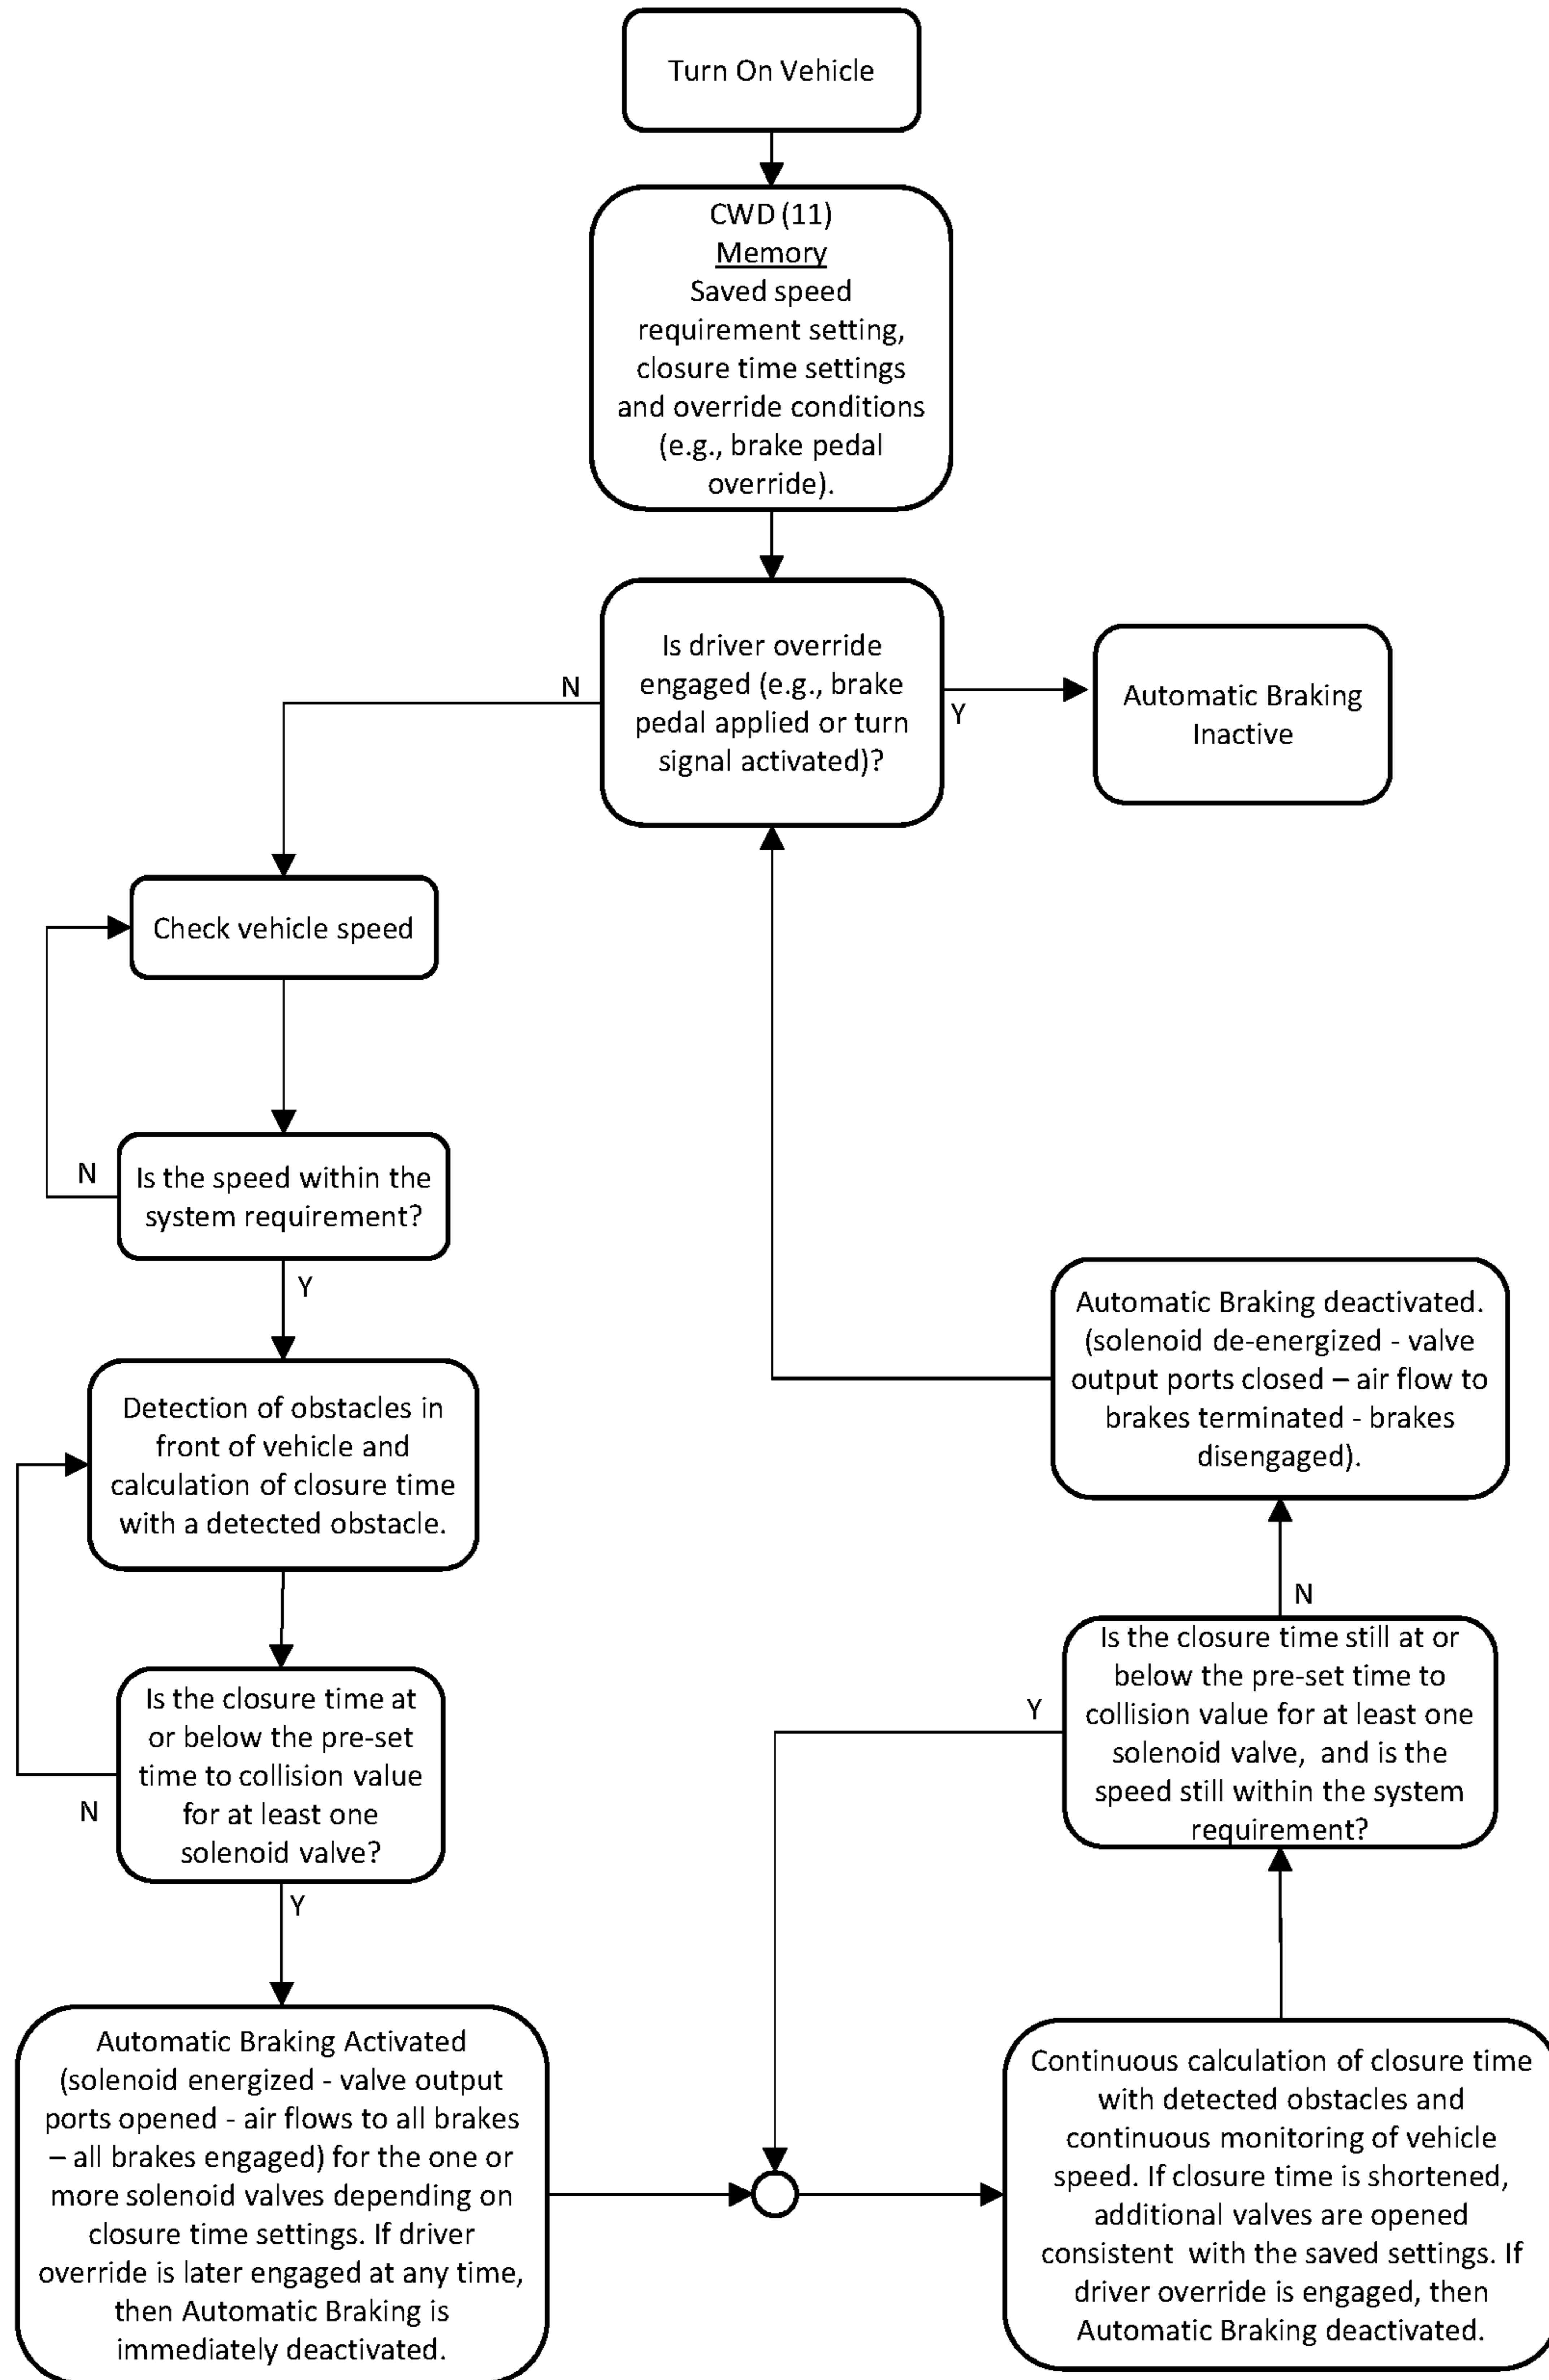 Turn On Vehicle
CWD (11)
Memory
Saved speed
requirement setting,
closure time settings
and override conditions
(e.g., brake pedal
override).
Is driver override
engaged (e.g., brake
pedal applied or turn
signal activated)?
N
Y
Automatic Braking
Inactive
Check vehicle speed
N
Is the speed within the
system requirement?
Y
Detection of obstacles in
front of vehicle and
calculation of closure time
with a detected obstacle.
Is the closure time at
or below the pre-set
time to collision value
for at least one
solenoid valve?
N
Y
Automatic Braking Activated
(solenoid energized - valve output
ports opened - air flows to all brakes
– all brakes engaged) for the one or
more solenoid valves depending on
closure time settings. If driver
override is later engaged at any time,
then Automatic Braking is
immediately deactivated.
Continuous calculation of closure time
with detected obstacles and
continuous monitoring of vehicle
speed. If closure time is shortened,
additional valves are opened
consistent  with the saved settings. If
driver override is engaged, then
Automatic Braking deactivated.
Is the closure time still at or
below the pre-set time to
collision value for at least one
solenoid valve,  and is the
speed still within the system
requirement?
Y
N
Automatic Braking deactivated.
(solenoid de-energized - valve
output ports closed – air flow to
brakes terminated - brakes
disengaged).